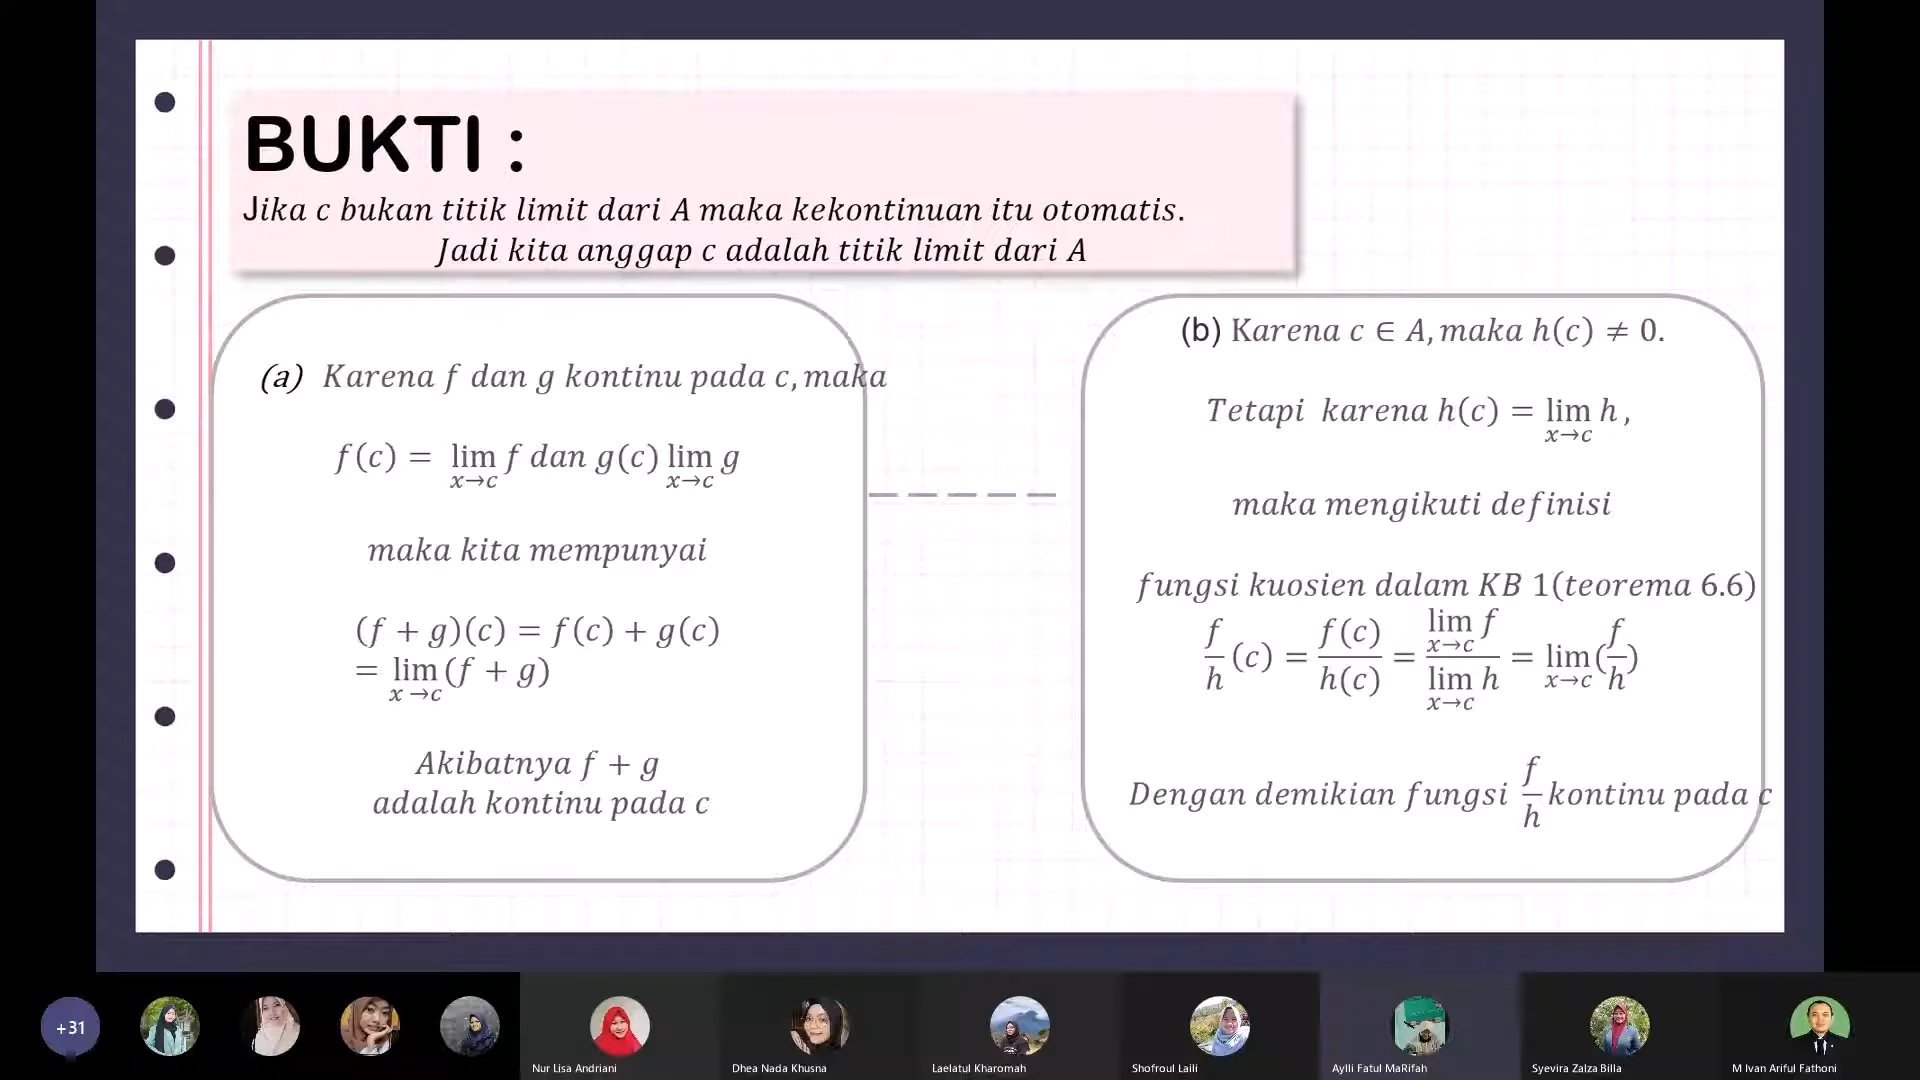 BUKTI :
Jika c bukan titik limit dari A maka kekontinuan itu otomatis.
Jadi kita anggap c adalah titik limit dari A
(a) Karena f dan g kontinu pada c, maka
f(c) = lim x→c f dan g(c) lim x→c g
maka kita mempunyai
(f + g)(c) = f(c) + g(c)
= lim x→c (f + g)
Akibatnya f + g
adalah kontinu pada c
(b) Karena c ∈ A, maka h(c) ≠ 0.
Tetapi karena h(c) = lim x→c h,
maka mengikuti definisi
fungsi kuosien dalam KB 1(teorema 6.6)
f/h (c) = f(c)/h(c) = lim x→c f / lim x→c h = lim x→c (f/h)
Dengan demikian fungsi f/h kontinu pada c
+31
Nur Lisa Andriani
Dhea Nada Khusna
Laelatul Kharomah
Shofroul Laili
Aylli Fatul MaRifah
Syevira Zalza Billa
M Ivan Ariful Fathoni